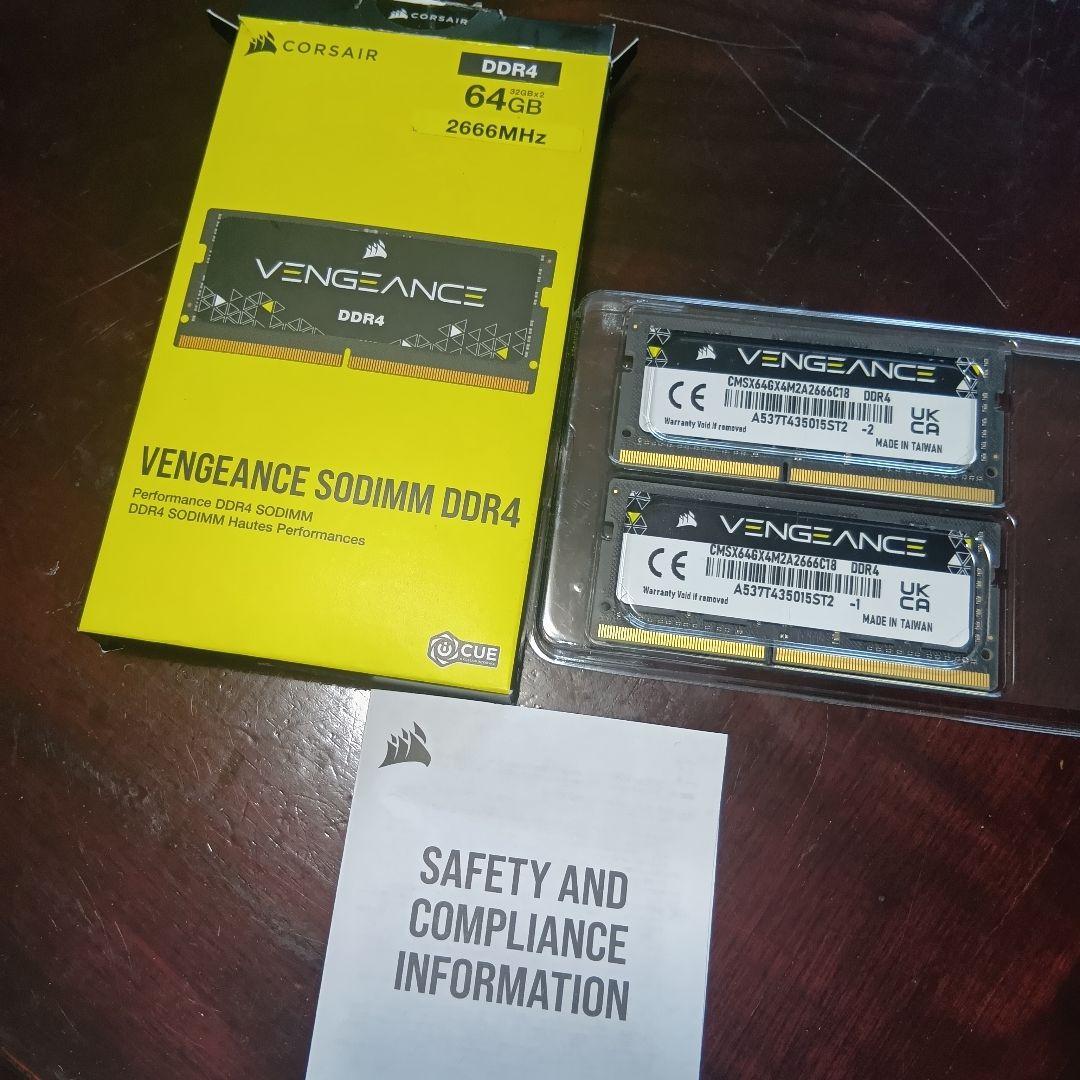 CORSAIR
CORSAIR
DDR4
32GBx2
64GB
2666MHz
VENGEANCE
DDR4
VENGEANCE SODIMM DDR4
Performance DDR4 SODIMM
DDR4 SODIMM Hautes Performances
CUE
VENGEANCE
CMSX64GX4M2A2666C18 DDR4
CE
A537T435015ST2 -2
UK
CA
Warranty Void if removed
MADE IN TAIWAN
VENGEANCE
CMSX64GX4M2A2666C18 DDR4
CE
A537T435015ST2 -1
UK
CA
Warranty Void if removed
MADE IN TAIWAN
SAFETY AND
COMPLIANCE
INFORMATION